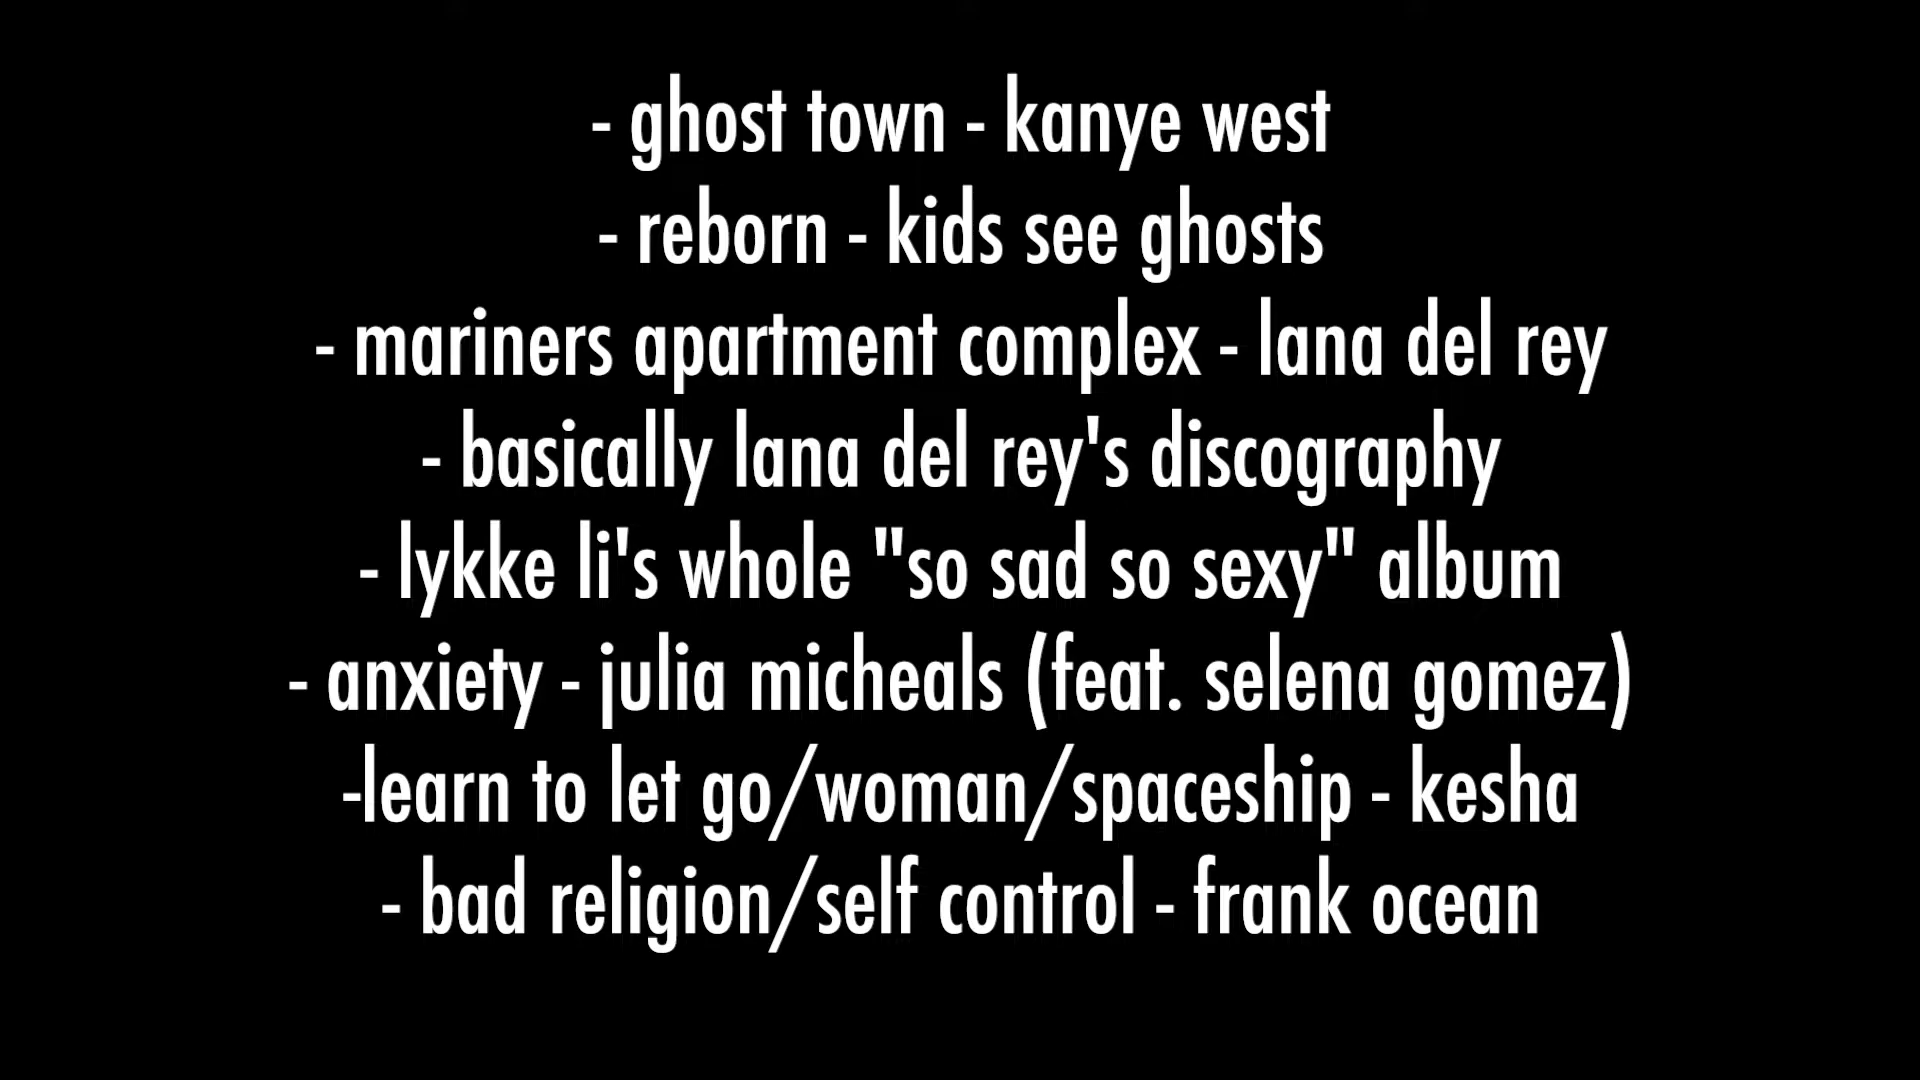 - ghost town - kanye west
- reborn - kids see ghosts
- mariners apartment complex - lana del rey
- basically lana del rey's discography
- lykke li's whole "so sad so sexy" album
- anxiety - julia micheals (feat. selena gomez)
-learn to let go/woman/spaceship - kesha
- bad religion/self control - frank ocean